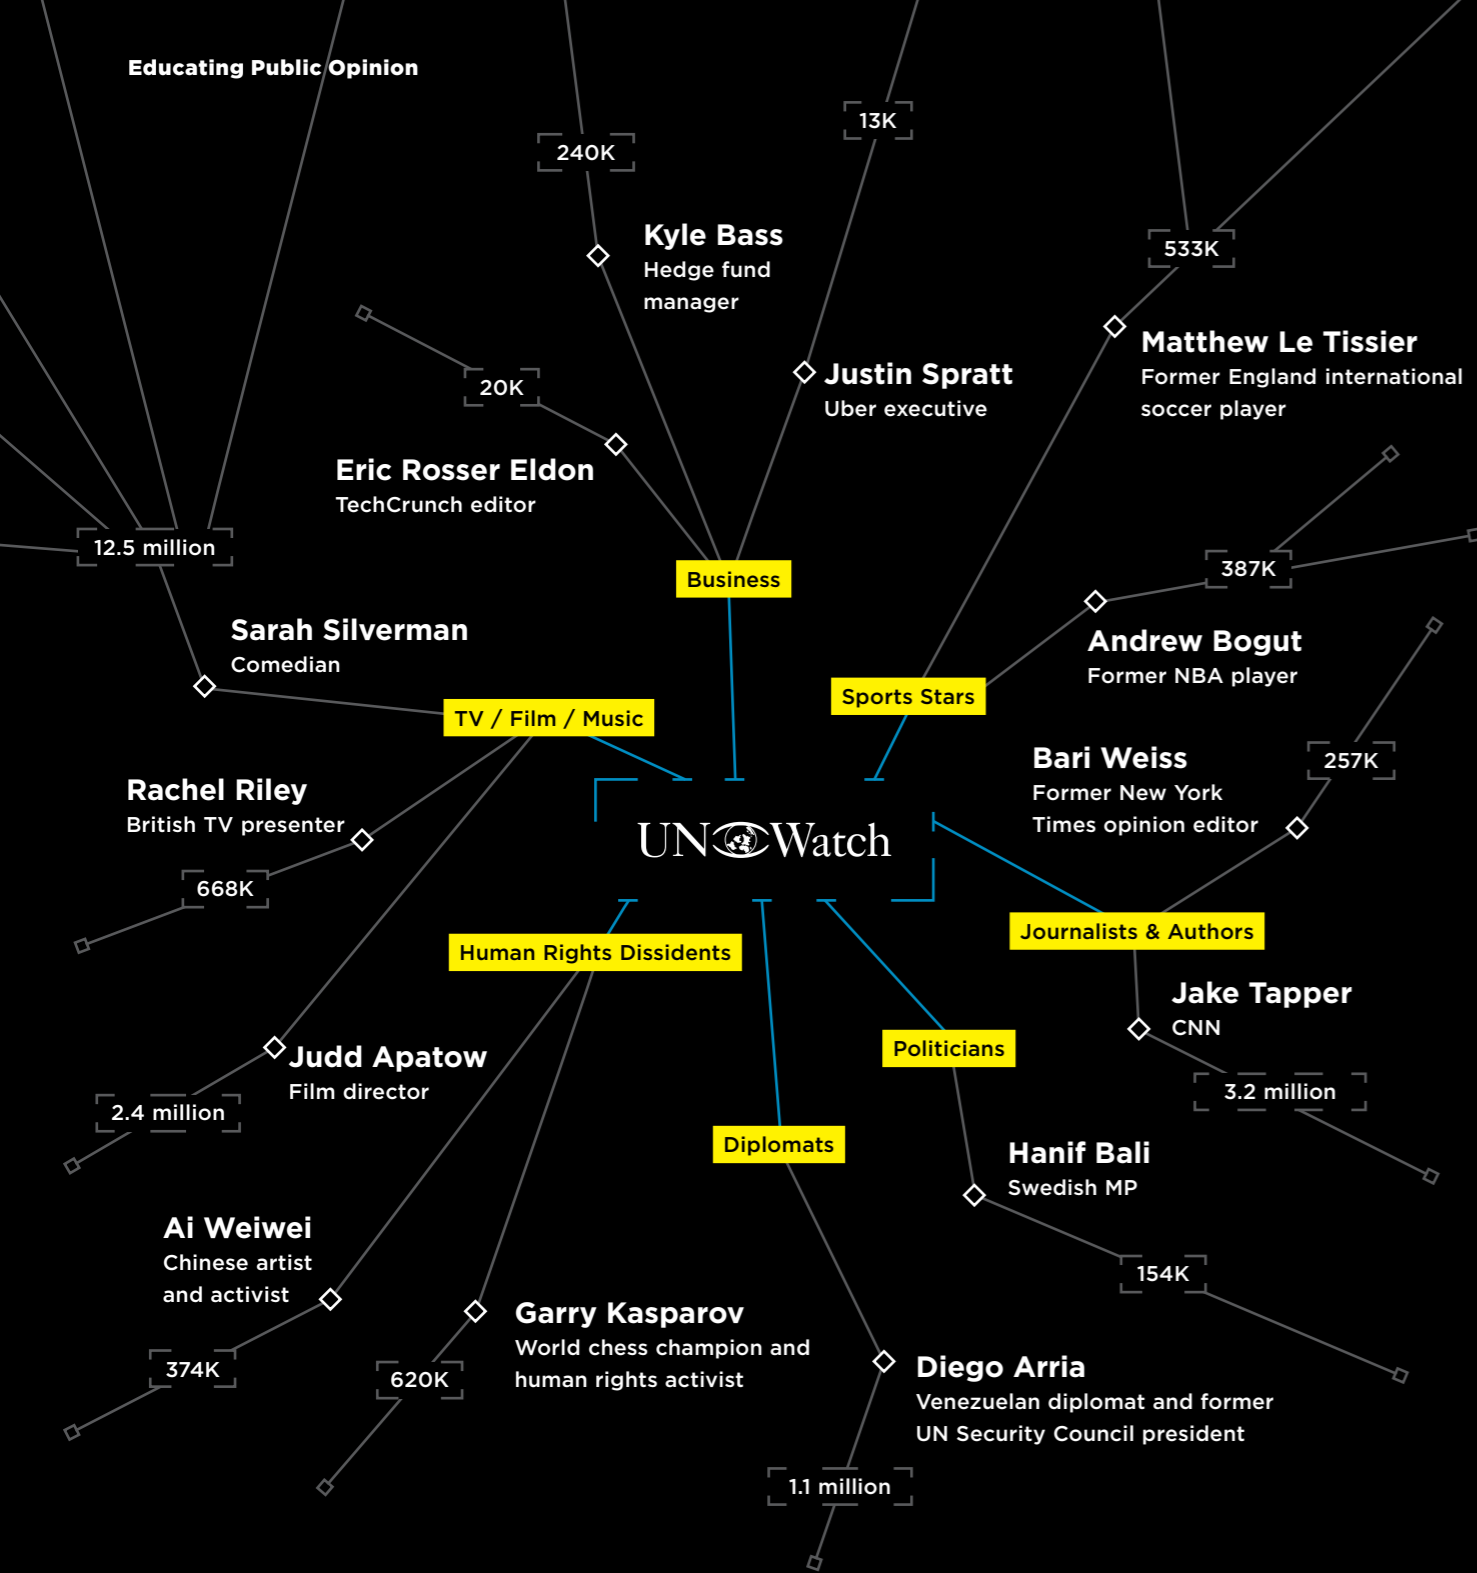 Educating Public Opinion
13K
240K
Kyle Bass
Hedge fund
manager
533K
Matthew Le Tissier
Former England international
soccer player
20K
Justin Spratt
Uber executive
Eric Rosser Eldon
TechCrunch editor
12.5 million
Business
387K
Andrew Bogut
Former NBA player
Sarah Silverman
Comedian
Sports Stars
TV / Film / Music
Bari Weiss
Former New York
Times opinion editor
257K
Rachel Riley
British TV presenter
UN Watch
668K
Journalists & Authors
Human Rights Dissidents
Jake Tapper
CNN
Politicians
Judd Apatow
Film director
3.2 million
2.4 million
Diplomats
Hanif Bali
Swedish MP
Ai Weiwei
Chinese artist
and activist
154K
Garry Kasparov
World chess champion and
human rights activist
374K
620K
Diego Arria
Venezuelan diplomat and former
UN Security Council president
1.1 million